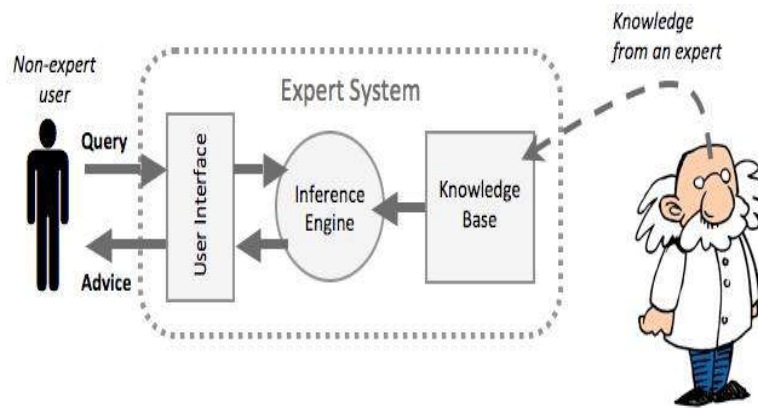 Knowledge
from an expert
Non-expert
user
Expert System
Query
User Interface
Inference
Engine
Knowledge
Base
Advice